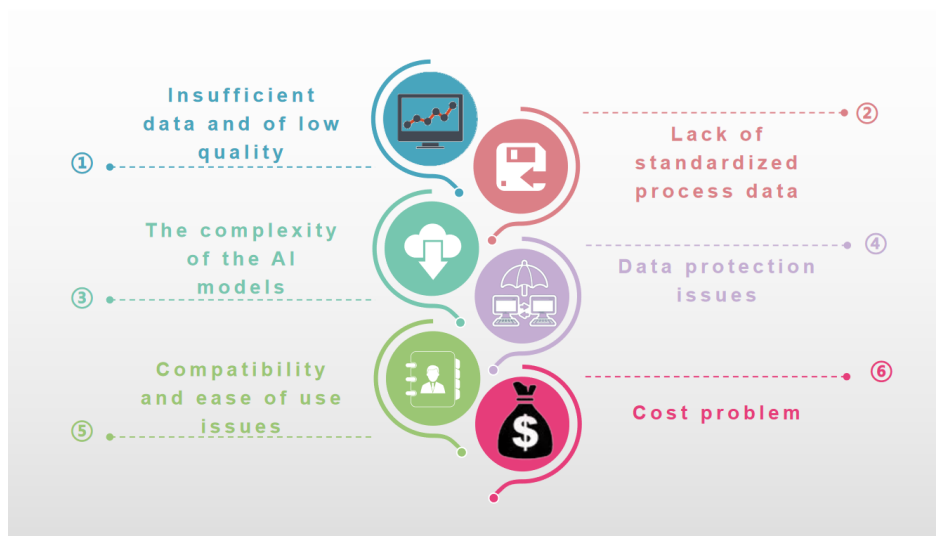 Insufficient
data and of low
quality
①
②
Lack of
standardized
process data
The complexity
of the AI
models
③
④
Data protection
issues
Compatibility
and ease of use
issues
⑤
⑥
Cost problem
$